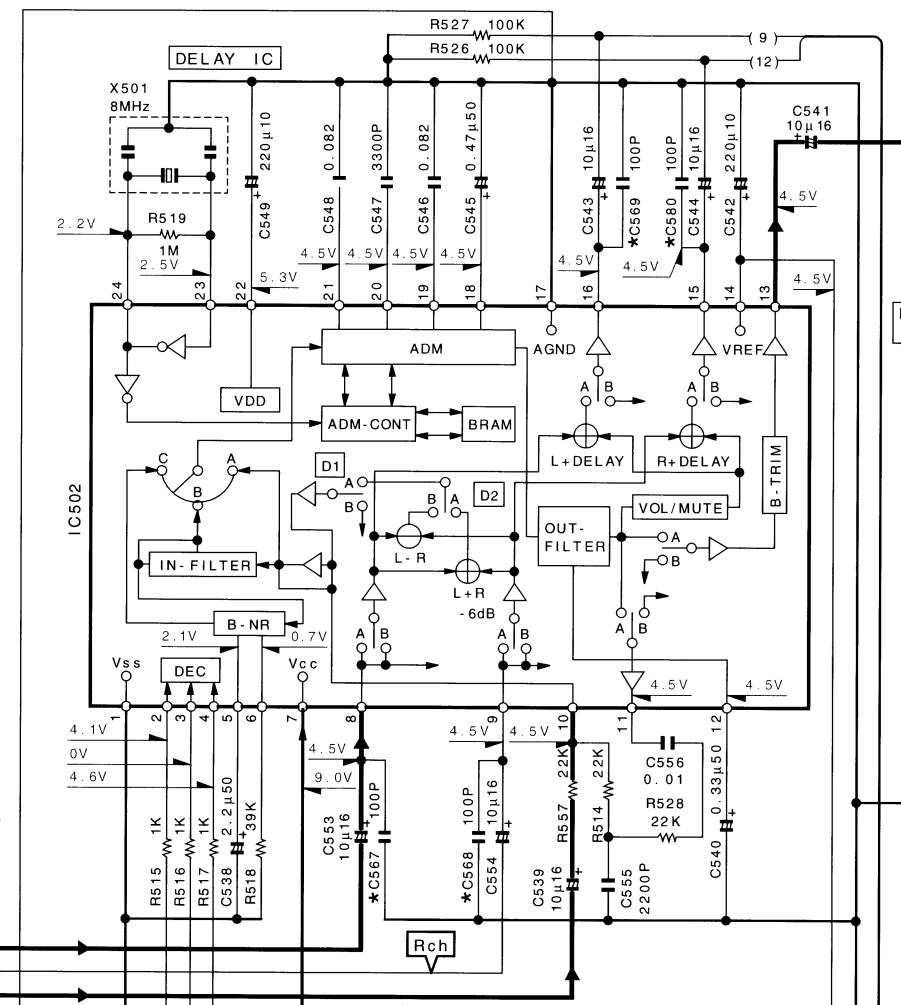 R527 100K
R526 100K
(9)
(12)
DELAY IC
X501
8MHz
C541
10µ16
+
220µ10
C549
+
0.082
C548
3300P
C547
0.082
C546
0.47µ50
C545
+
10µ16
C543
+
100P
*C569
100P
*C580
10µ16
C544
+
220µ10
C542
+
4.5V
2.2V
R519
1M
2.5V
5.3V
4.5V
4.5V
4.5V
4.5V
4.5V
4.5V
4.5V
24
23
22
21
20
19
18
17
16
15
14
13
ADM
AGND
VREF
VDD
ADM-CONT
BRAM
A
B
A
B
L+DELAY
R+DELAY
B-TRIM
C
A
B
D1
A
B
D2
B
A
IC502
VOL/MUTE
OUT-
FILTER
A
B
L-R
IN-FILTER
L+R
-6dB
B-NR
A
B
A
B
A
B
2.1V
0.7V
Vss
DEC
Vcc
4.5V
4.5V
1
2
3
4
5
6
7
8
9
10
11
12
4.1V
0V
4.6V
4.5V
9.0V
4.5V
4.5V
1K
R515
1K
R516
1K
R517
2.2µ50
C538
+
39K
R518
C553
10µ16
+
100P
*C567
100P
*C568
10µ16
C554
+
22K
R557
22K
R514
C556
0.01
R528
22K
C539
10µ16
+
C555
2200P
0.33µ50
C540
+
Rch